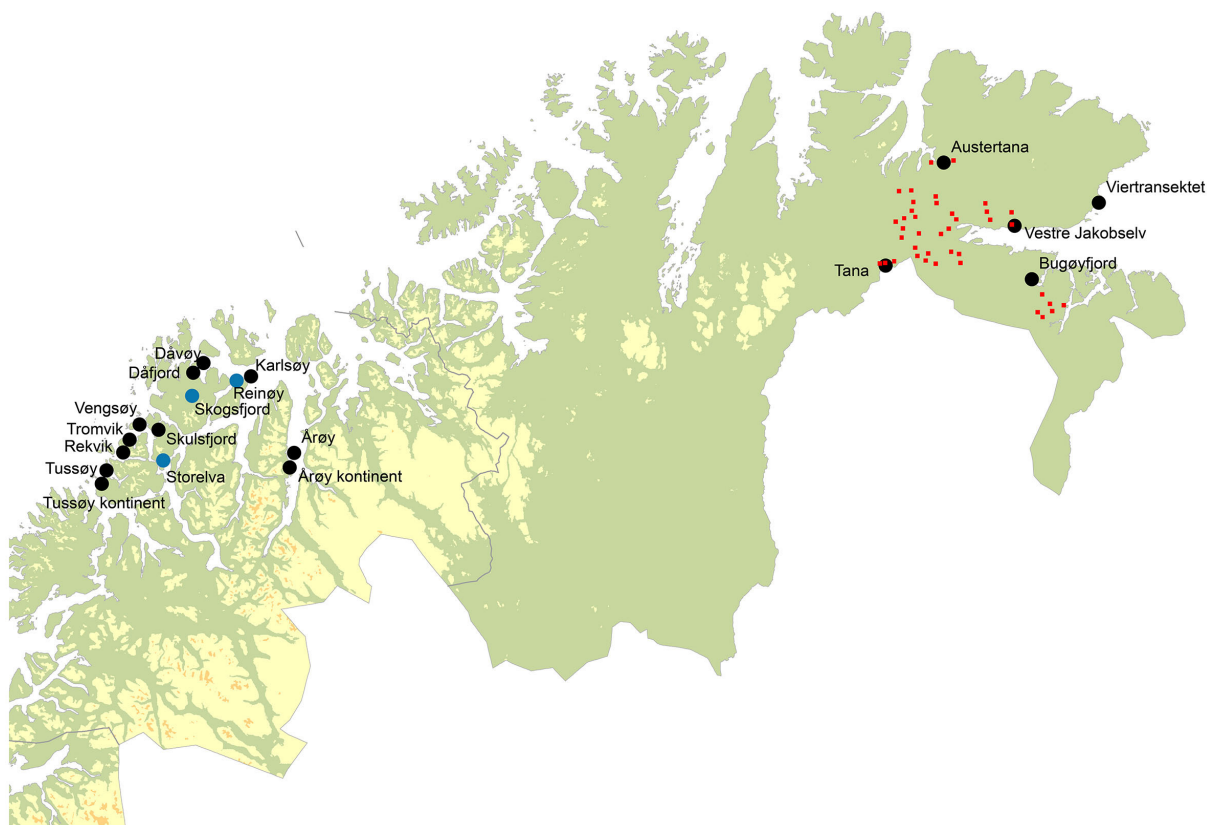 Austertana
Viertransektet
Vestre Jakobselv
Bugøyfjord
Tana
Dåvøy
Dåfjord
Karlsøy
Reinøy
Skogsfjord
Vengsøy
Tromvik
Rekvik
Skulsfjord
Årøy
Tussøy
Storelva
Årøy kontinent
Tussøy kontinent